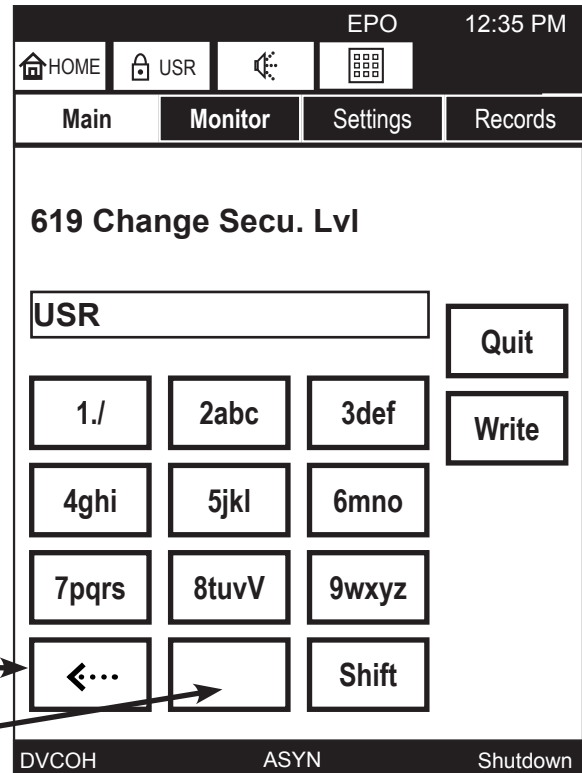 EPO 12:35 PM
HOME USR
Main Monitor Settings Records
619 Change Secu. Lvl
USR
Quit
1./ 2abc 3def
Write
4ghi 5jkl 6mno
7pqrs 8tuvV 9wxyz
Shift
DVCOH ASYN Shutdown